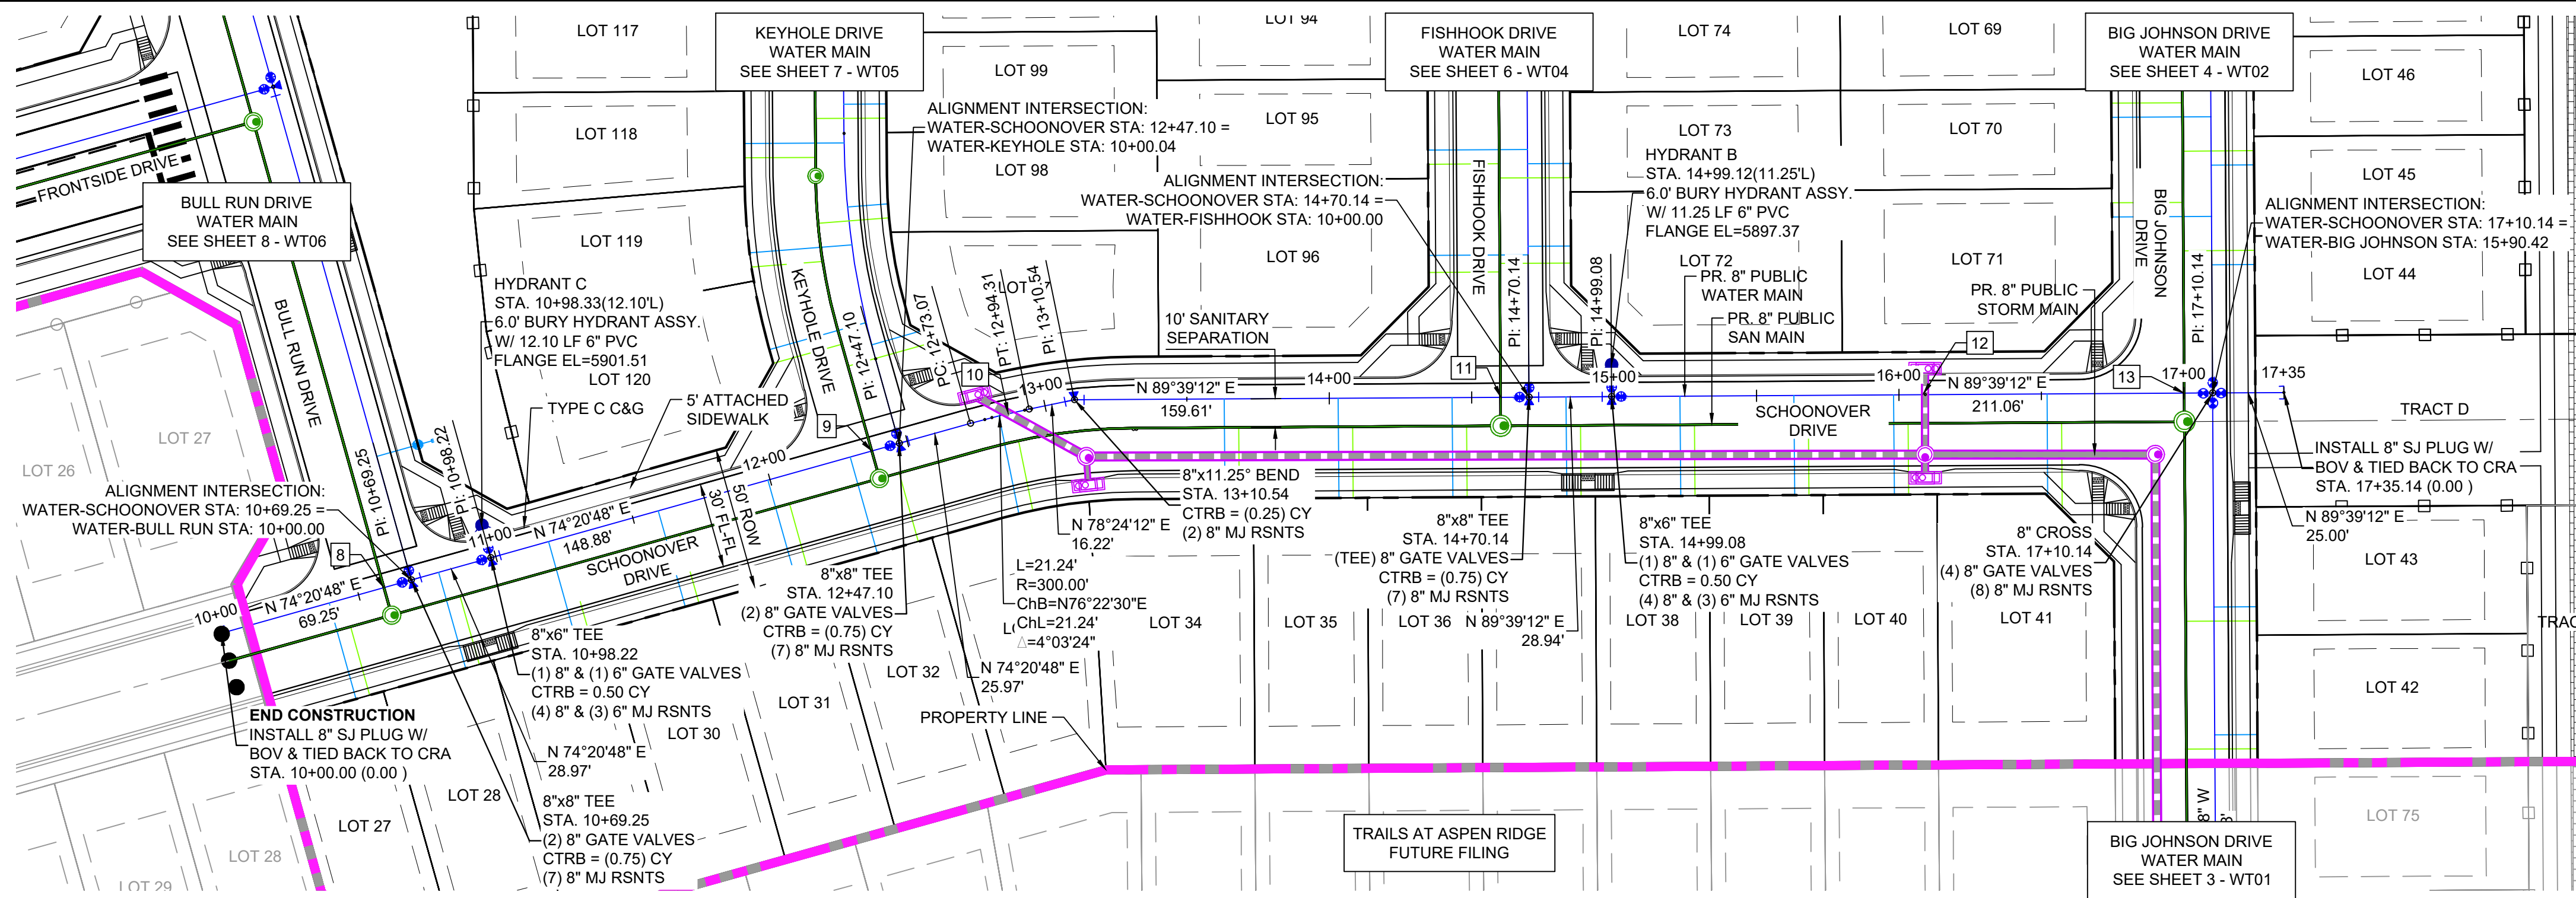 LOT 117
KEYHOLE DRIVE
WATER MAIN
SEE SHEET 7 - WT05
LOT 94
FISHHOOK DRIVE
WATER MAIN
SEE SHEET 6 - WT04
LOT 74
LOT 69
BIG JOHNSON DRIVE
WATER MAIN
SEE SHEET 4 - WT02
LOT 46
LOT 99
LOT 118
ALIGNMENT INTERSECTION:
WATER-SCHOONOVER STA: 12+47.10 =
WATER-KEYHOLE STA: 10+00.04
LOT 98
LOT 95
LOT 73
LOT 70
FRONTSIDE DRIVE
BULL RUN DRIVE
WATER MAIN
SEE SHEET 8 - WT06
ALIGNMENT INTERSECTION:
WATER-SCHOONOVER STA: 14+70.14 =
WATER-FISHHOOK STA: 10+00.00
FISHHOOK DRIVE
HYDRANT B
STA. 14+99.12(11.25'L)
6.0' BURY HYDRANT ASSY.
W/ 11.25 LF 6" PVC
FLANGE EL=5897.37
BIG JOHNSON
DRIVE
LOT 45
ALIGNMENT INTERSECTION:
WATER-SCHOONOVER STA: 17+10.14 =
WATER-BIG JOHNSON STA: 15+90.42
LOT 44
LOT 119
LOT 96
LOT 72
LOT 71
HYDRANT C
STA. 10+98.33(12.10'L)
6.0' BURY HYDRANT ASSY.
W/ 12.10 LF 6" PVC
FLANGE EL=5901.51
LOT 120
BULL RUN DRIVE
KEYHOLE DRIVE
PI: 12+47.10
PC: 12+73.07
PT: 12+94.31
PI: 13+10.54
LOT
10' SANITARY
SEPARATION
PI: 14+70.14
PI: 14+99.08
PR. 8" PUBLIC
WATER MAIN
PR. 8" PUBLIC
SAN MAIN
PR. 8" PUBLIC
STORM MAIN
PI: 17+10.14
TYPE C C&G
5' ATTACHED
SIDEWALK
9
10
13+00
N 89°39'12" E
159.61'
14+00
11
15+00
12
16+00
N 89°39'12" E
211.06'
13
17+00
17+35
SCHOONOVER
DRIVE
TRACT D
LOT 27
LOT 26
PI: 10+69.25
PI: 10+98.22
ALIGNMENT INTERSECTION:
WATER-SCHOONOVER STA: 10+69.25 =
WATER-BULL RUN STA: 10+00.00
8
10+00
N 74°20'48" E
69.25'
11+00
N 74°20'48" E
148.88'
12+00
30' FL-FL
50' ROW
SCHOONOVER
DRIVE
INSTALL 8" SJ PLUG W/
BOV & TIED BACK TO CRA
STA. 17+35.14 (0.00 )
N 89°39'12" E
25.00'
8"x11.25° BEND
STA. 13+10.54
CTRB = (0.25) CY
(2) 8" MJ RSNTS
N 78°24'12" E
16.22'
L=21.24'
R=300.00'
ChB=N76°22'30"E
ChL=21.24'
△=4°03'24"
8"x8" TEE
STA. 12+47.10
(2) 8" GATE VALVES
CTRB = (0.75) CY
(7) 8" MJ RSNTS
8"x8" TEE
STA. 14+70.14
(TEE) 8" GATE VALVES
CTRB = (0.75) CY
(7) 8" MJ RSNTS
8"x6" TEE
STA. 14+99.08
(1) 8" & (1) 6" GATE VALVES
CTRB = 0.50 CY
(4) 8" & (3) 6" MJ RSNTS
8" CROSS
STA. 17+10.14
(4) 8" GATE VALVES
(8) 8" MJ RSNTS
N 89°39'12" E
28.94'
LOT 34
LOT 35
LOT 36
LOT 38
LOT 39
LOT 40
LOT 41
LOT 43
LOT 42
8"x6" TEE
STA. 10+98.22
(1) 8" & (1) 6" GATE VALVES
CTRB = 0.50 CY
(4) 8" & (3) 6" MJ RSNTS
N 74°20'48" E
25.97'
LOT 32
LOT 31
LOT 30
PROPERTY LINE
END CONSTRUCTION
INSTALL 8" SJ PLUG W/
BOV & TIED BACK TO CRA
STA. 10+00.00 (0.00 )
N 74°20'48" E
28.97'
8"x8" TEE
STA. 10+69.25
(2) 8" GATE VALVES
CTRB = (0.75) CY
(7) 8" MJ RSNTS
LOT 28
LOT 27
LOT 28
LOT 29
TRAILS AT ASPEN RIDGE
FUTURE FILING
8" W
BIG JOHNSON DRIVE
WATER MAIN
SEE SHEET 3 - WT01
LOT 75